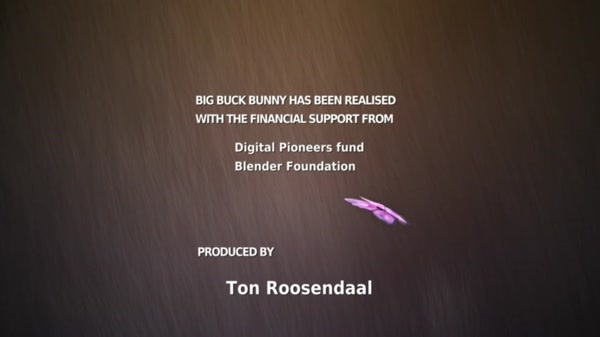 BIG BUCK BUNNY HAS BEEN REALISED
WITH THE FINANCIAL SUPPORT FROM
Digital Pioneers fund
Blender Foundation
PRODUCED BY
Ton Roosendaal